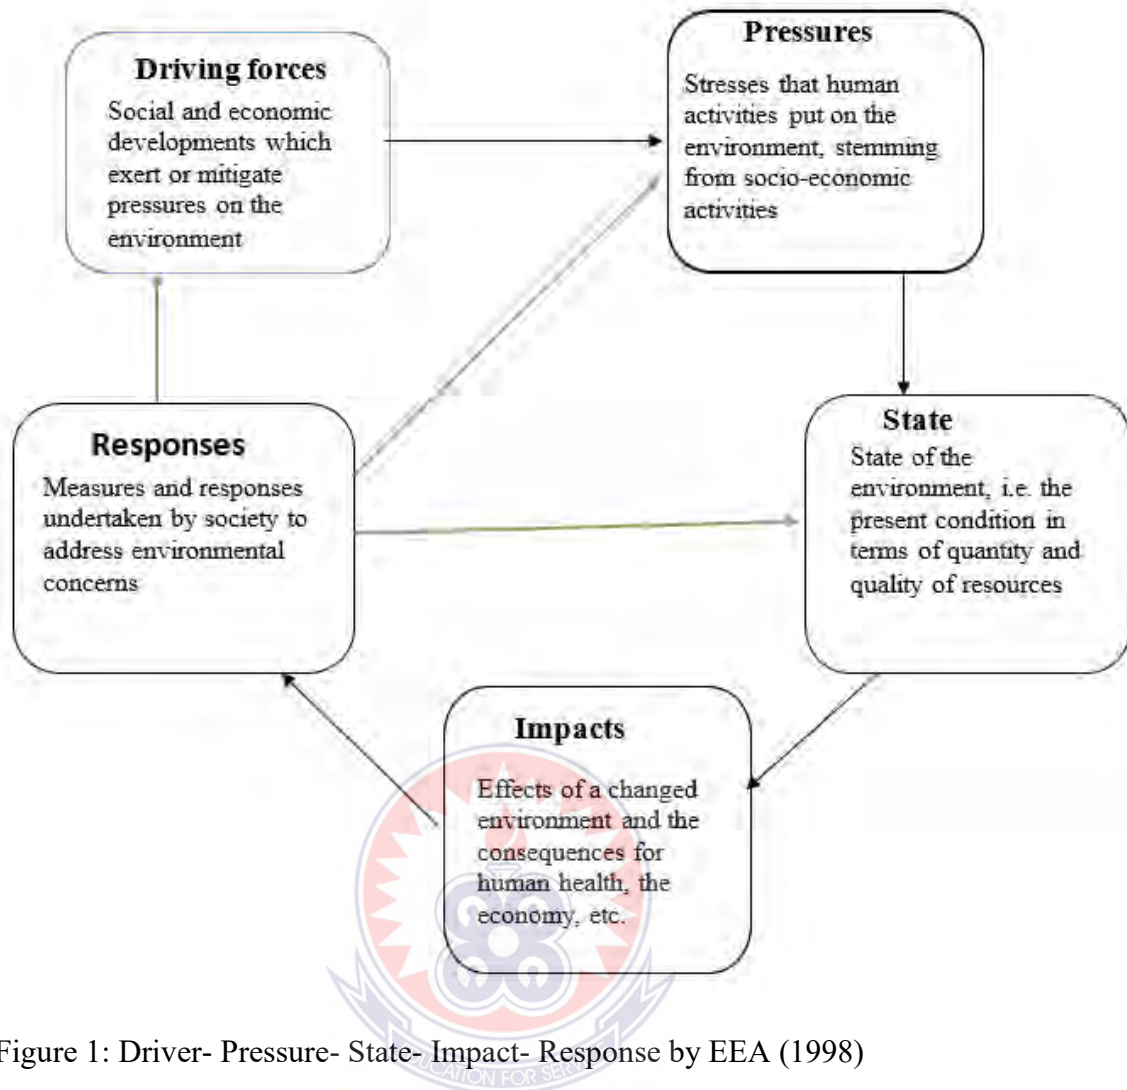 Driving forces
Social and economic
developments which
exert or mitigate
pressures on the
environment
Pressures
Stresses that human
activities put on the
environment, stemming
from socio-economic
activities
Responses
Measures and responses
undertaken by society to
address environmental
concerns
State
State of the
environment, i.e. the
present condition in
terms of quantity and
quality of resources
Impacts
Effects of a changed
environment and the
consequences for
human health, the
economy, etc.
Figure 1: Driver- Pressure- State- Impact- Response by EEA (1998)
EDUCATION FOR SERVICE